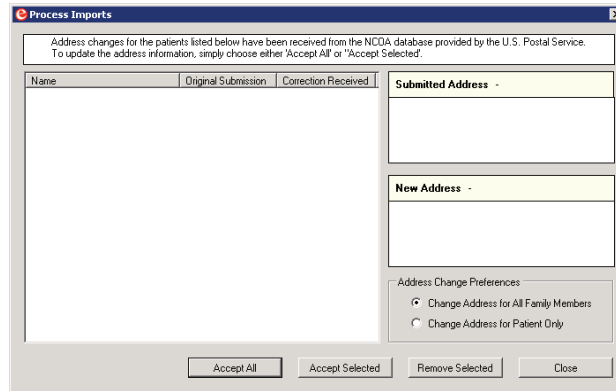 Process Imports
Address changes for the patients listed below have been received from the NCOA database provided by the U.S. Postal Service.
To update the address information, simply choose either 'Accept All' or "Accept Selected'.
Name Original Submission Correction Received
Submitted Address -
New Address -
Address Change Preferences
Change Address for All Family Members
Change Address for Patient Only
Accept All Accept Selected Remove Selected Close